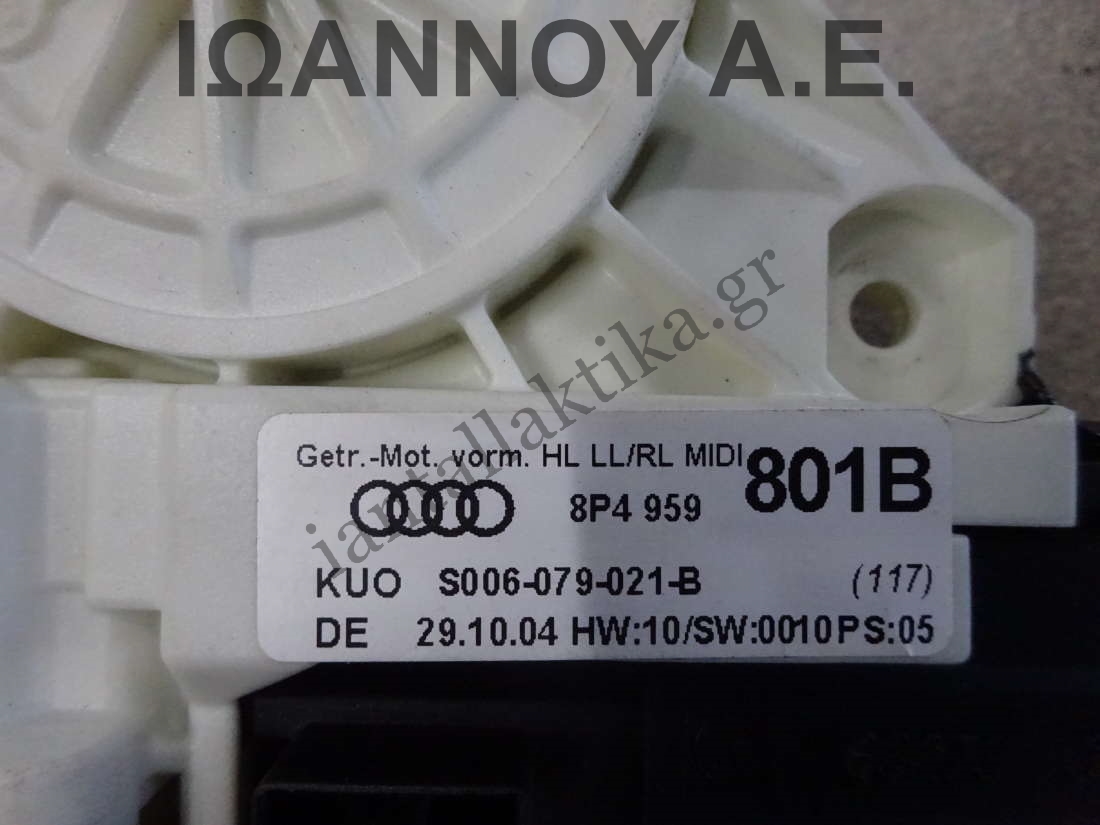 ΙΩΑΝΝΟΥ Α.Ε.
Getr.-Mot. vorm. HL LL/RL MIDI 801B
8P4 959
KUO S006-079-021-B (117)
DE 29.10.04 HW:10/SW:0010PS:05
iantallaktika.gr